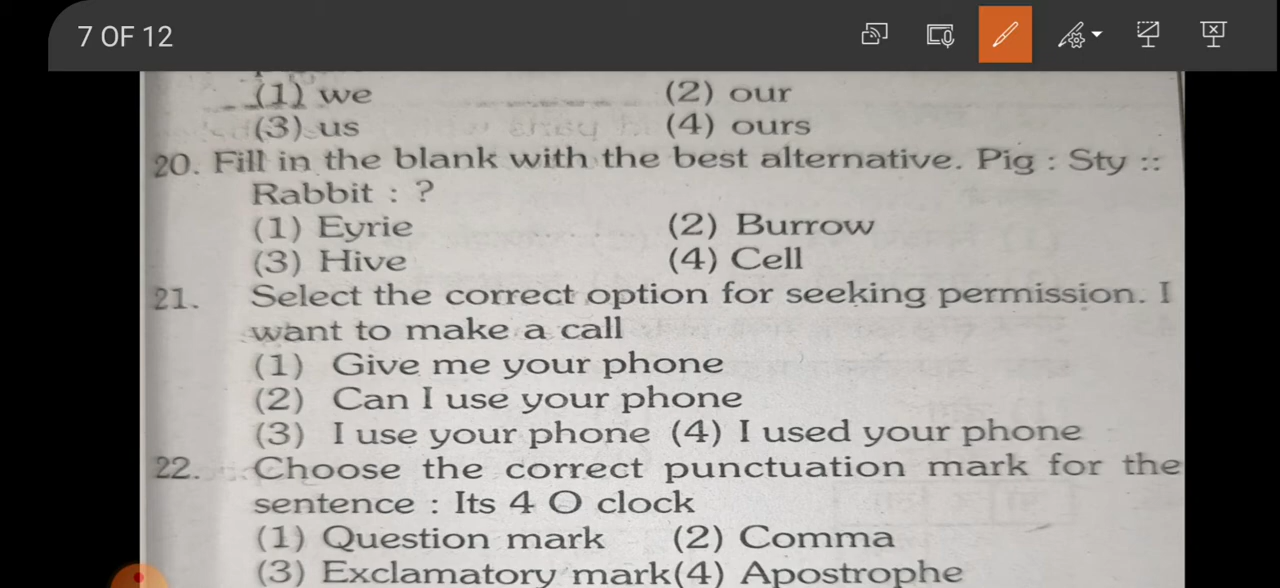 7 OF 12
(1) we (2) our
(3) us (4) ours
20. Fill in the blank with the best alternative. Pig : Sty ::
Rabbit : ?
(1) Eyrie (2) Burrow
(3) Hive (4) Cell
21. Select the correct option for seeking permission. I
want to make a call
(1) Give me your phone
(2) Can I use your phone
(3) I use your phone (4) I used your phone
22. Choose the correct punctuation mark for the
sentence : Its 4 O clock
(1) Question mark (2) Comma
(3) Exclamatory mark (4) Apostrophe